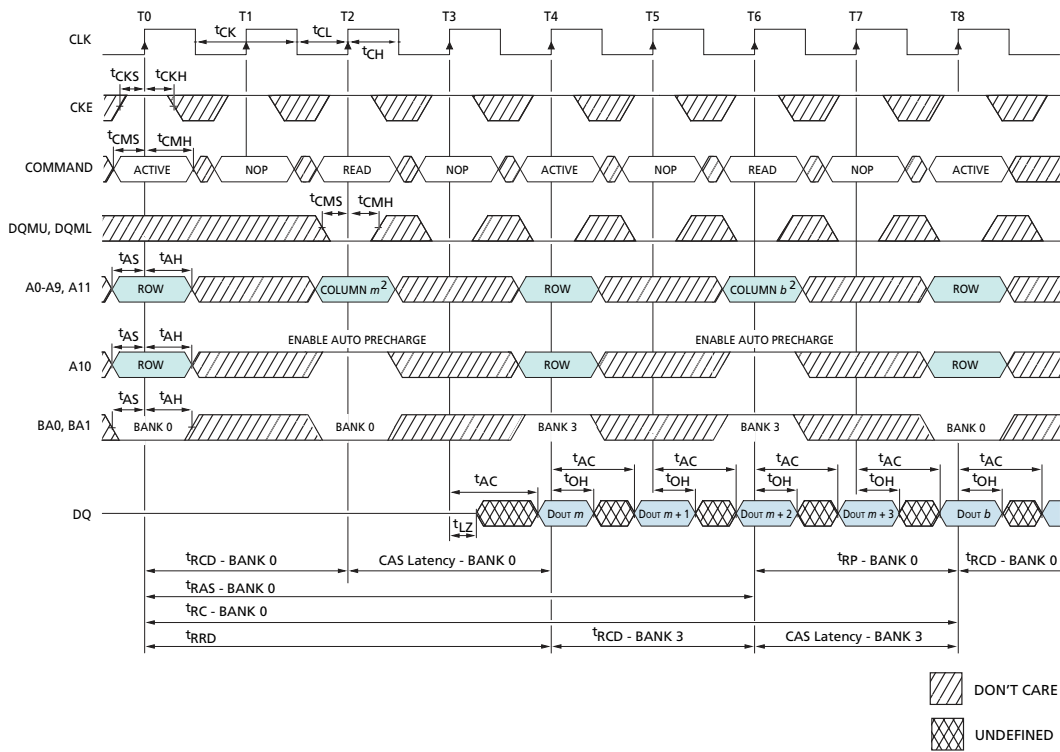 T0 T1 T2 T3 T4 T5 T6 T7 T8
CLK
tCK tCL
tCH
tCKS tCKH
CKE
tCMS tCMH
COMMAND ACTIVE NOP READ NOP ACTIVE NOP READ NOP ACTIVE
tCMS tCMH
DQMU, DQML
tAS tAH
A0-A9, A11 ROW COLUMN m2 ROW COLUMN b2 ROW
tAS tAH
ENABLE AUTO PRECHARGE ENABLE AUTO PRECHARGE
A10 ROW ROW ROW
tAS tAH
BA0, BA1 BANK 0 BANK 0 BANK 3 BANK 3 BANK 0
tAC tAC tAC tAC tAC tAC
tOH tOH tOH tOH tOH
DQ DOUT m DOUT m + 1 DOUT m + 2 DOUT m + 3 DOUT b
tLZ
tRCD - BANK 0 CAS Latency - BANK 0 tRP - BANK 0 tRCD - BANK 0
tRAS - BANK 0
tRC - BANK 0
tRRD tRCD - BANK 3 CAS Latency - BANK 3
DON'T CARE
UNDEFINED